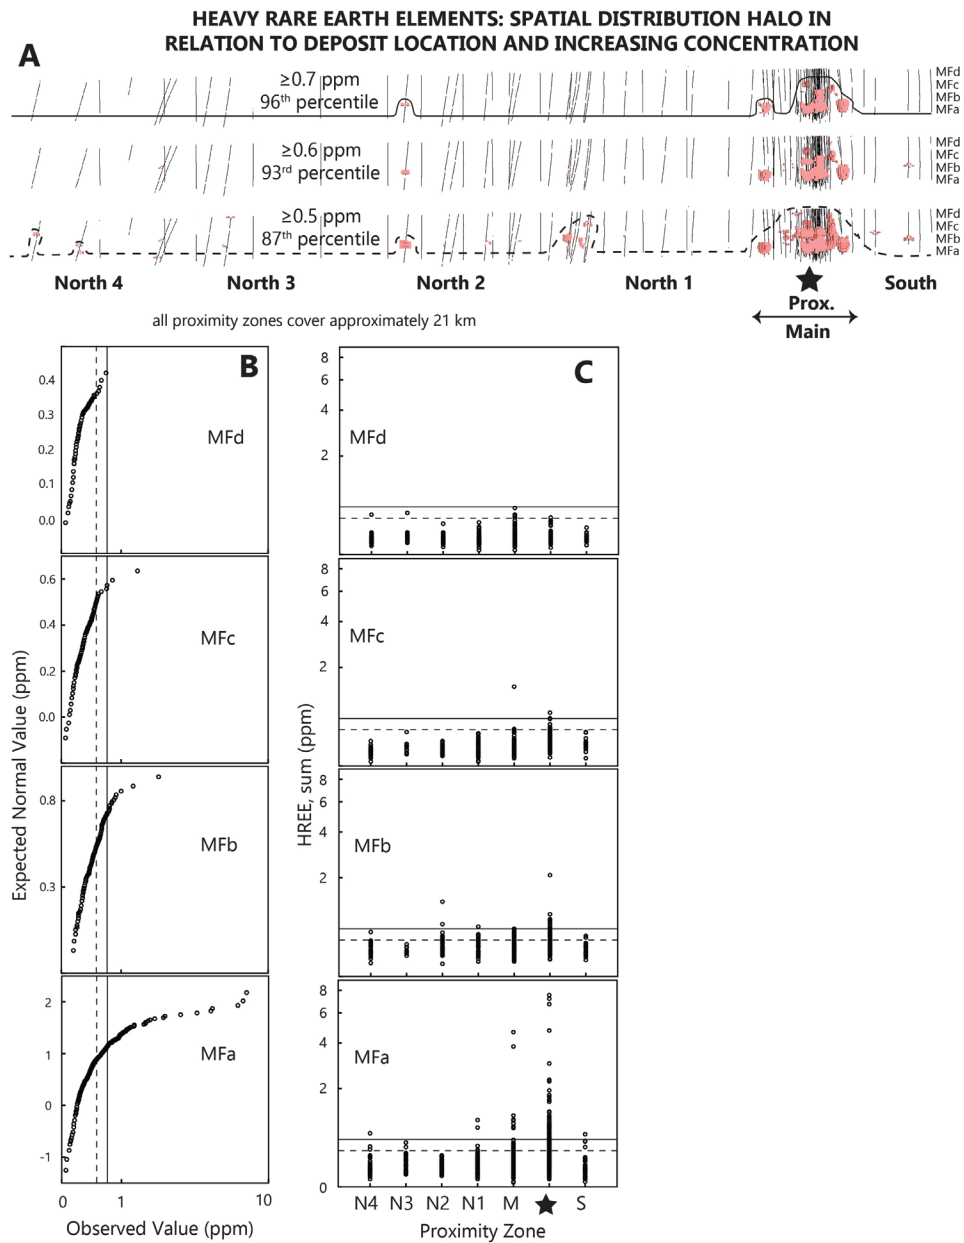 HEAVY RARE EARTH ELEMENTS: SPATIAL DISTRIBUTION HALO IN
RELATION TO DEPOSIT LOCATION AND INCREASING CONCENTRATION
A
≥0.7 ppm
96th percentile
MFd
MFc
MFb
MFa
≥0.6 ppm
93rd percentile
MFd
MFc
MFb
MFa
≥0.5 ppm
87th percentile
MFd
MFc
MFb
MFa
North 4
North 3
North 2
North 1
Prox.
Main
South
all proximity zones cover approximately 21 km
B
MFd
0.4
0.3
0.2
0.1
0.0
MFc
0.6
0.4
0.2
0.0
MFb
0.8
0.3
MFa
2
1
0
-1
0
1
10
Expected Normal Value (ppm)
Observed Value (ppm)
C
MFd
8
6
4
2
MFc
8
6
4
2
MFb
8
6
4
2
MFa
8
6
4
2
0
HREE, sum (ppm)
N4
N3
N2
N1
M
S
Proximity Zone